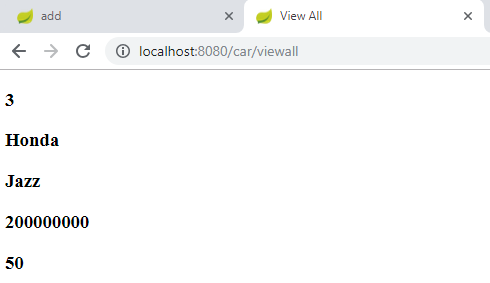 add
View All
localhost:8080/car/viewall
3
Honda
Jazz
200000000
50